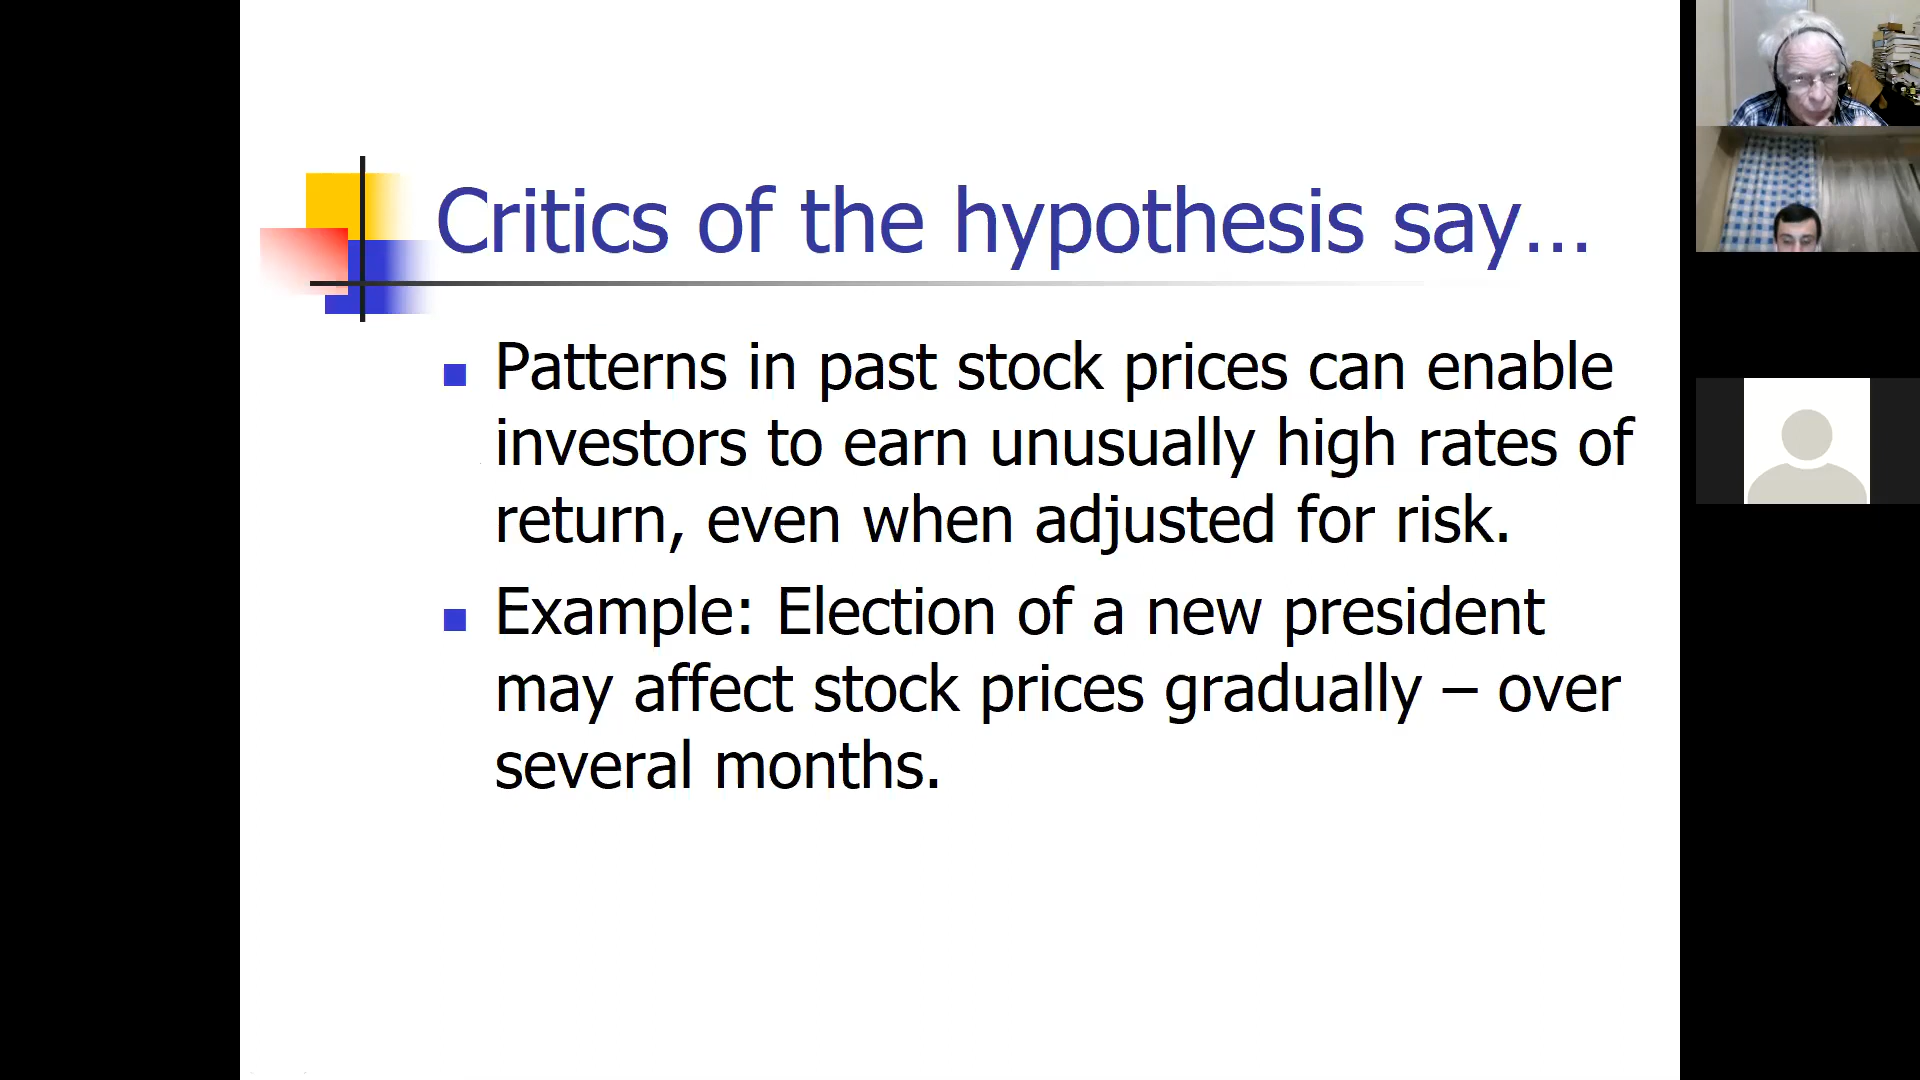 Critics of the hypothesis say…
Patterns in past stock prices can enable
investors to earn unusually high rates of
return, even when adjusted for risk.
Example: Election of a new president
may affect stock prices gradually – over
several months.